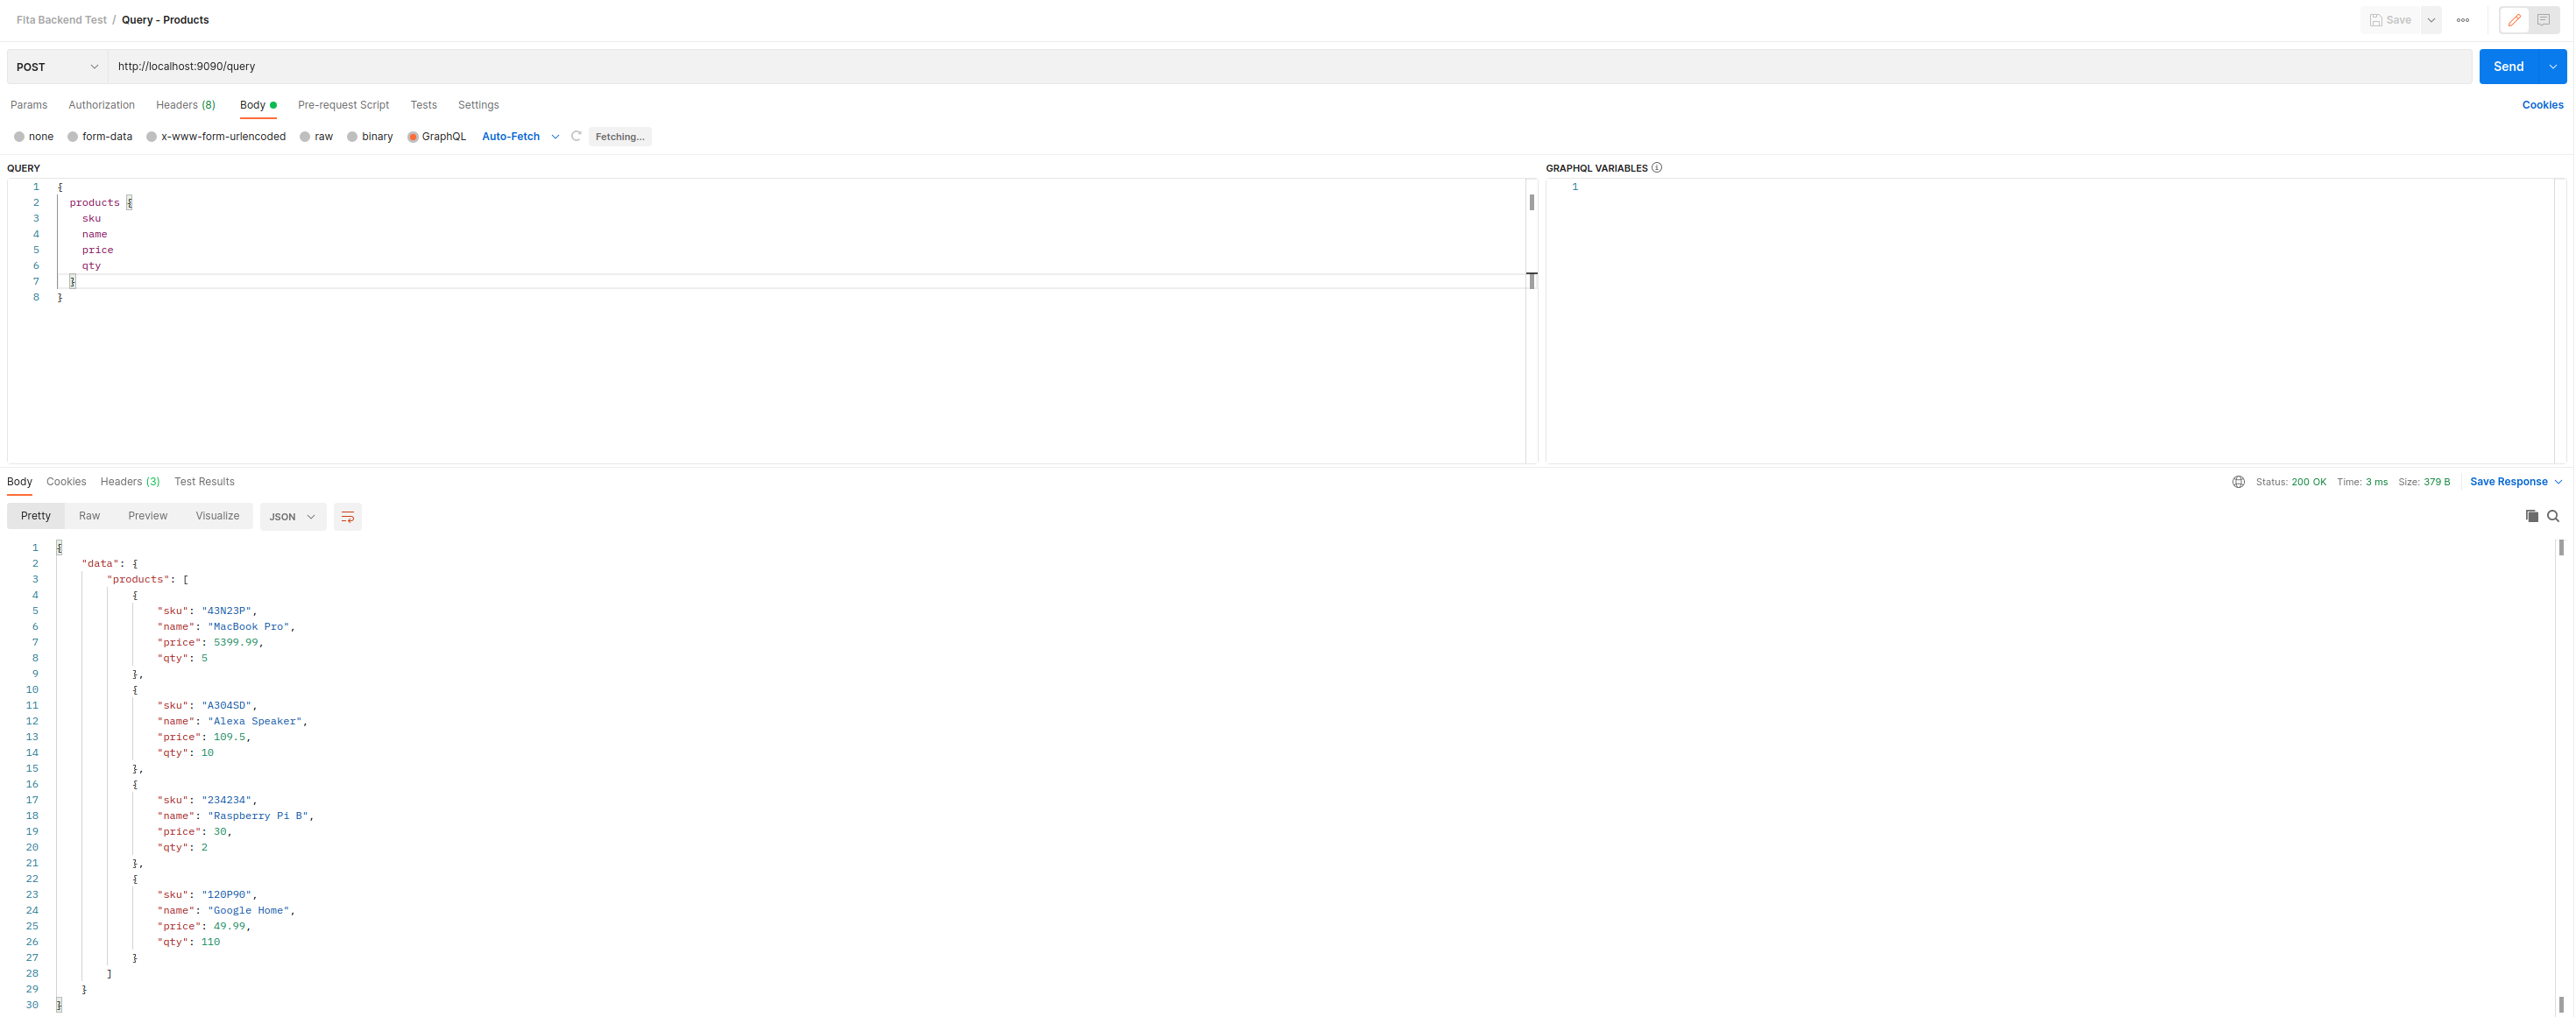 Fita Backend Test / Query - Products
Save
POST http://localhost:9090/query Send
Params Authorization Headers (8) Body Pre-request Script Tests Settings Cookies
none form-data x-www-form-urlencoded raw binary GraphQL Auto-Fetch Fetching...
QUERY
1 {
2 products {
3 sku
4 name
5 price
6 qty
7 }
8 }
GRAPHQL VARIABLES
1
Body Cookies Headers (3) Test Results Status: 200 OK Time: 3 ms Size: 379 B Save Response
Pretty Raw Preview Visualize JSON
1 {
2 "data": {
3 "products": [
4 {
5 "sku": "43N23P",
6 "name": "MacBook Pro",
7 "price": 5399.99,
8 "qty": 5
9 },
10 {
11 "sku": "A304SD",
12 "name": "Alexa Speaker",
13 "price": 109.5,
14 "qty": 10
15 },
16 {
17 "sku": "234234",
18 "name": "Raspberry Pi B",
19 "price": 30,
20 "qty": 2
21 },
22 {
23 "sku": "120P90",
24 "name": "Google Home",
25 "price": 49.99,
26 "qty": 110
27 }
28 ]
29 }
30 }